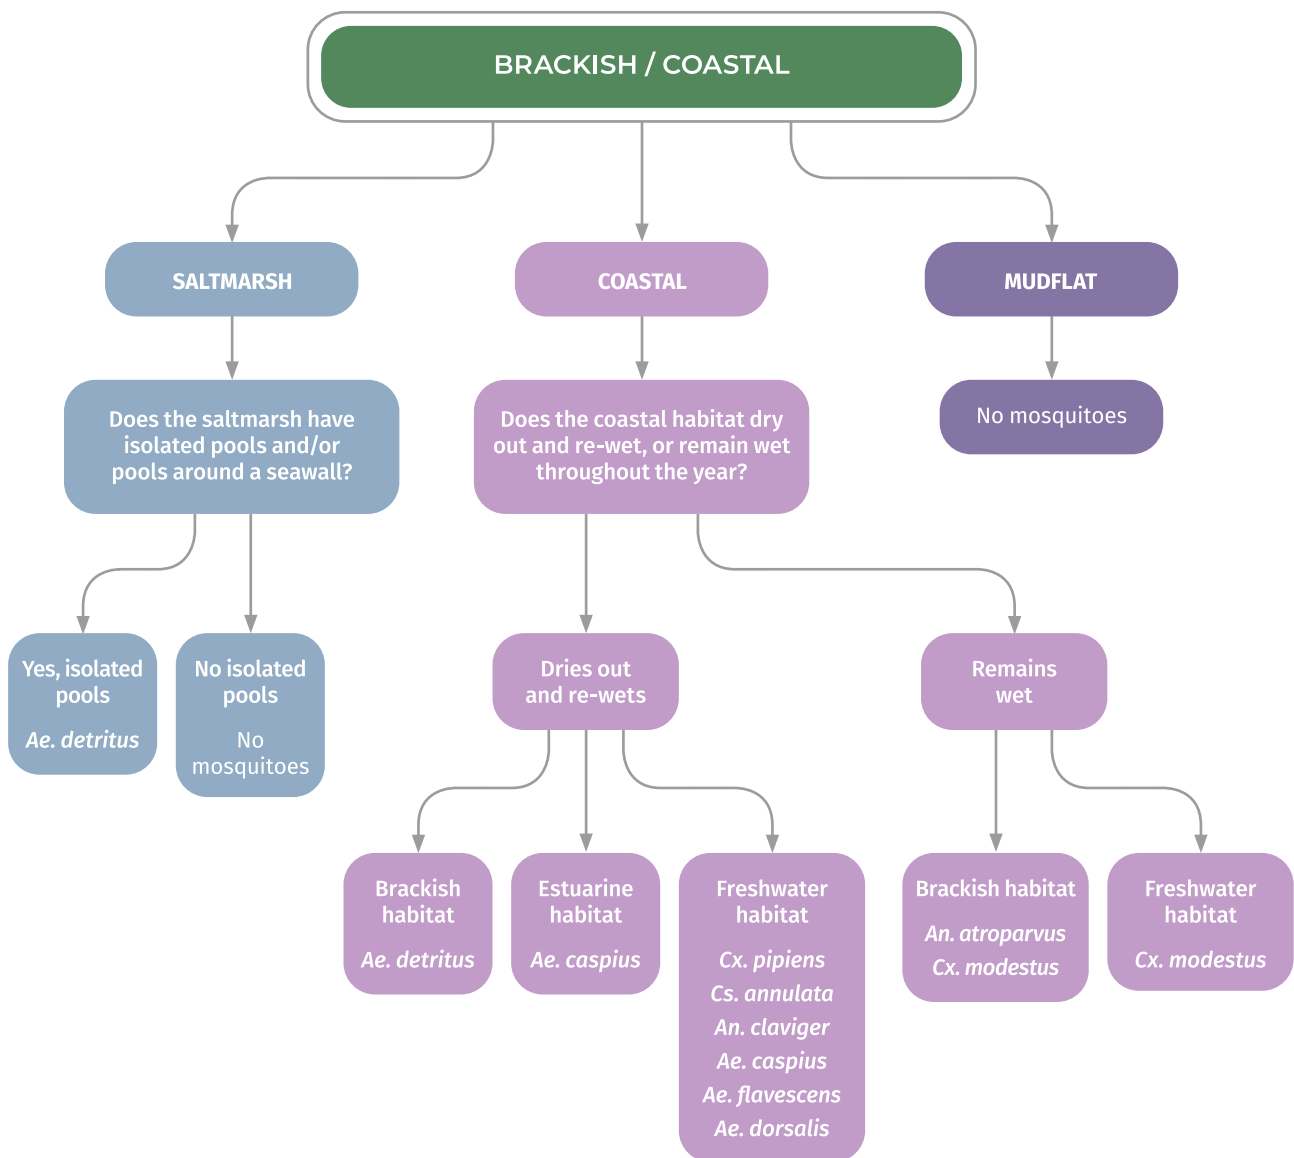 BRACKISH / COASTAL
SALTMARSH
COASTAL
MUDFLAT
Does the saltmarsh have
isolated pools and/or
pools around a seawall?
Does the coastal habitat dry
out and re-wet, or remain wet
throughout the year?
No mosquitoes
Yes, isolated
pools
Ae. detritus
No isolated
pools
No
mosquitoes
Dries out
and re-wets
Remains
wet
Brackish
habitat
Ae. detritus
Estuarine
habitat
Ae. caspius
Freshwater
habitat
Cx. pipiens
Cs. annulata
An. claviger
Ae. caspius
Ae. flavescens
Ae. dorsalis
Brackish habitat
An. atroparvus
Cx. modestus
Freshwater
habitat
Cx. modestus